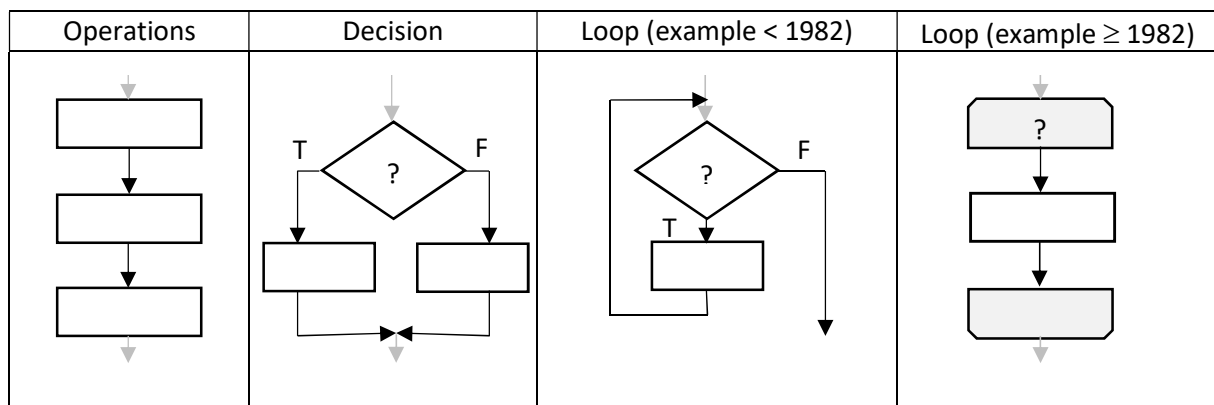 Operations
Decision
Loop (example < 1982)
Loop (example ≥ 1982)
T
?
F
?
F
T
?